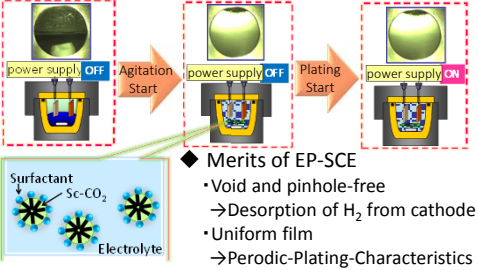 power supply OFF
Agitation
Start
power supply OFF
Plating
Start
power supply ON
Surfactant
Sc-CO2
Electrolyte
◆ Merits of EP-SCE
・Void and pinhole-free
→Desorption of H2 from cathode
・Uniform film
→Perodic-Plating-Characteristics